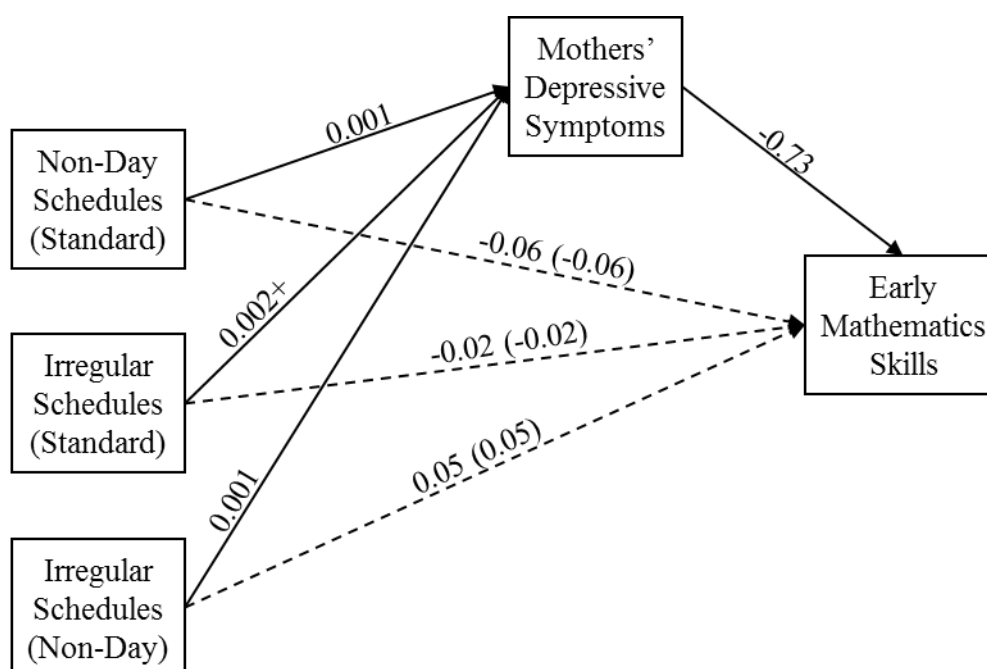 Mothers'
Depressive
Symptoms
0.001
-0.73
Non-Day
Schedules
(Standard)
-0.06 (-0.06)
0.002+
Early
Mathematics
Skills
Irregular
Schedules
(Standard)
-0.02 (-0.02)
0.001
0.05 (0.05)
Irregular
Schedules
(Non-Day)